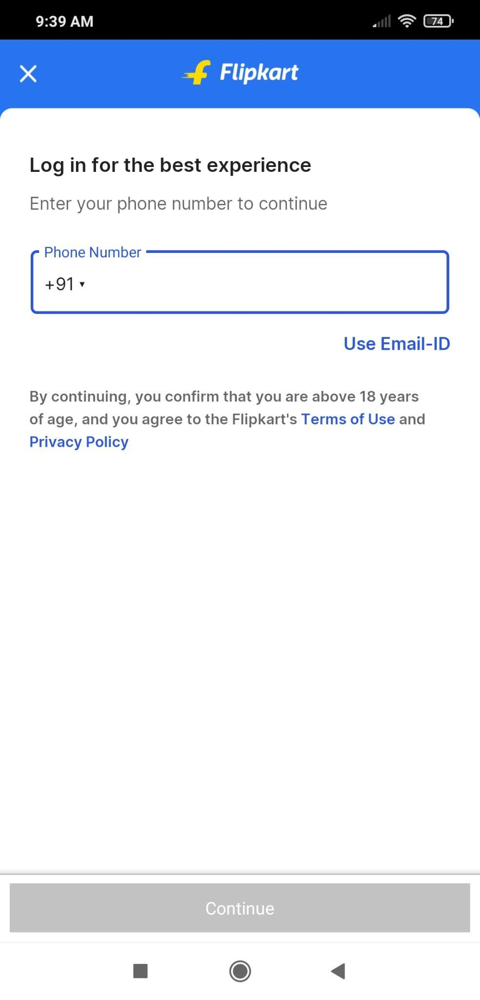 9:39 AM
74
Flipkart
Log in for the best experience
Enter your phone number to continue
Phone Number
+91
Use Email-ID
By continuing, you confirm that you are above 18 years
of age, and you agree to the Flipkart's Terms of Use and
Privacy Policy
Continue